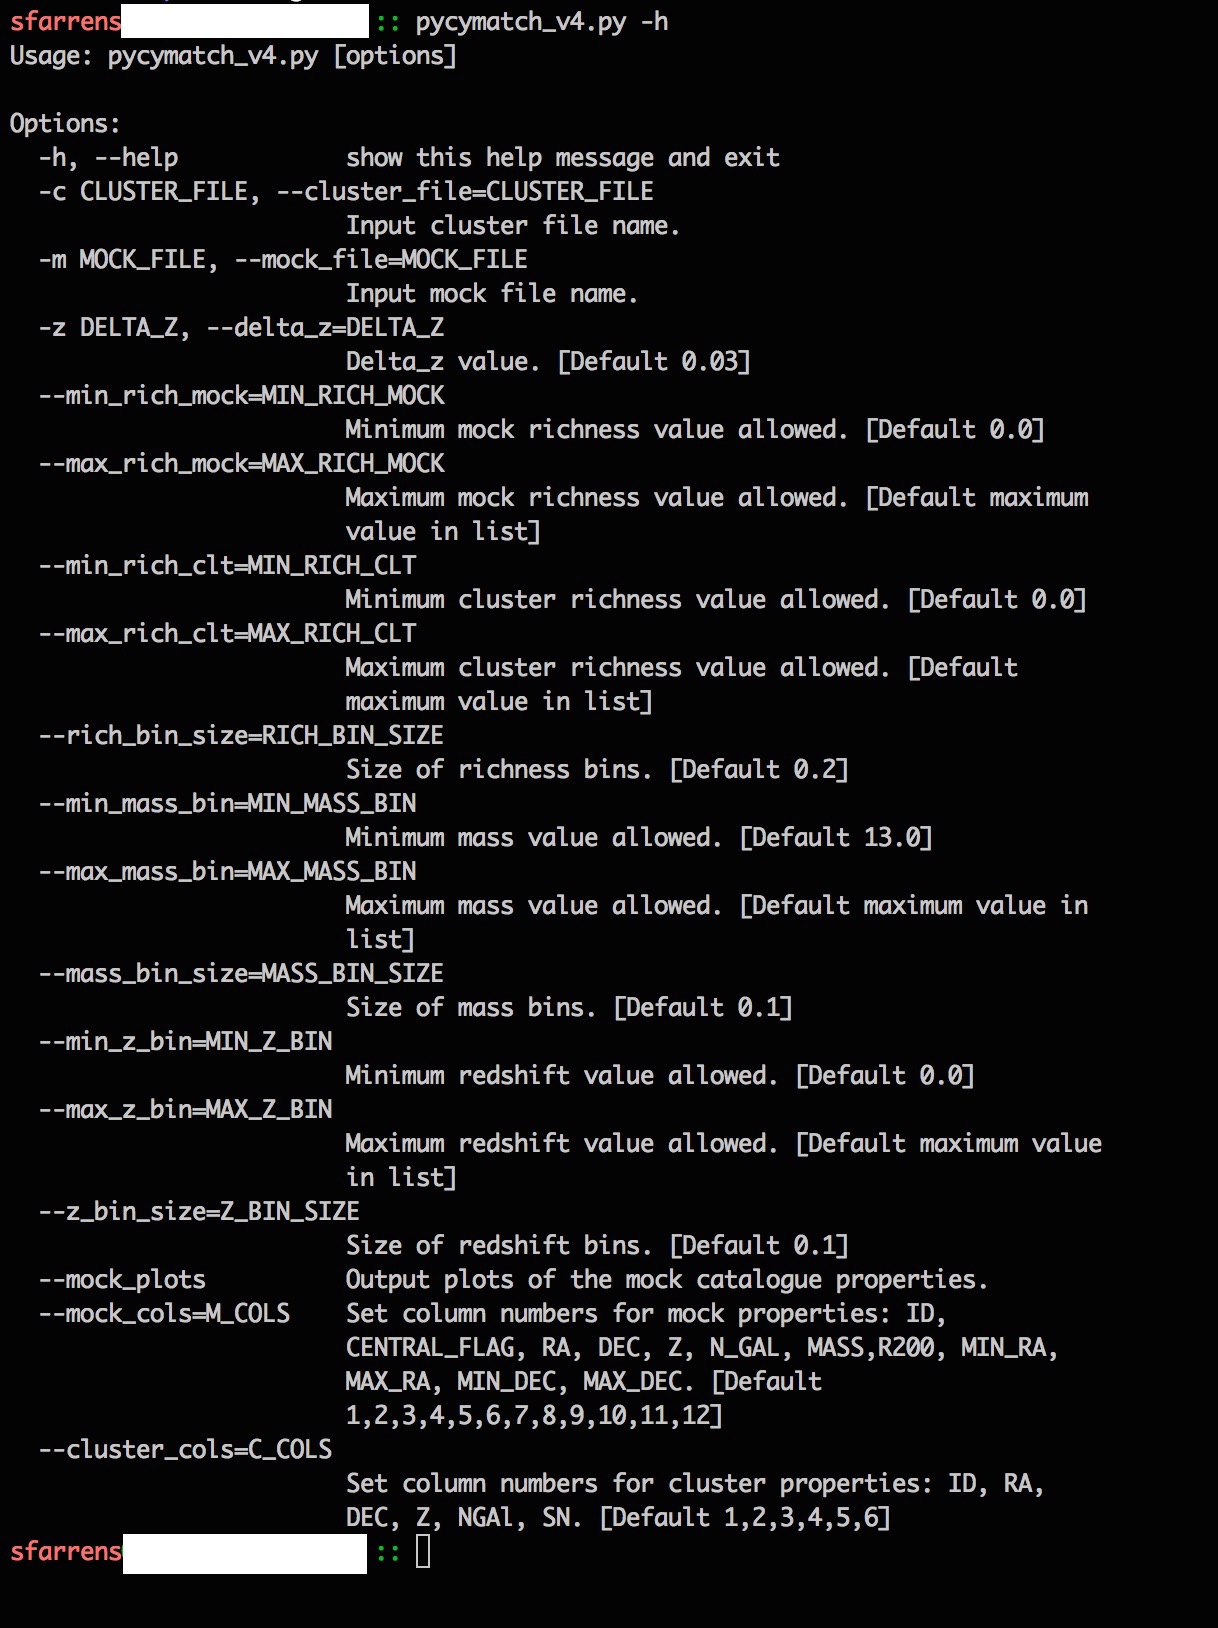 sfarrens :: pycymatch_v4.py -h
Usage: pycymatch_v4.py [options]
Options:
-h, --help show this help message and exit
-c CLUSTER_FILE, --cluster_file=CLUSTER_FILE
Input cluster file name.
-m MOCK_FILE, --mock_file=MOCK_FILE
Input mock file name.
-z DELTA_Z, --delta_z=DELTA_Z
Delta_z value. [Default 0.03]
--min_rich_mock=MIN_RICH_MOCK
Minimum mock richness value allowed. [Default 0.0]
--max_rich_mock=MAX_RICH_MOCK
Maximum mock richness value allowed. [Default maximum
value in list]
--min_rich_clt=MIN_RICH_CLT
Minimum cluster richness value allowed. [Default 0.0]
--max_rich_clt=MAX_RICH_CLT
Maximum cluster richness value allowed. [Default
maximum value in list]
--rich_bin_size=RICH_BIN_SIZE
Size of richness bins. [Default 0.2]
--min_mass_bin=MIN_MASS_BIN
Minimum mass value allowed. [Default 13.0]
--max_mass_bin=MAX_MASS_BIN
Maximum mass value allowed. [Default maximum value in
list]
--mass_bin_size=MASS_BIN_SIZE
Size of mass bins. [Default 0.1]
--min_z_bin=MIN_Z_BIN
Minimum redshift value allowed. [Default 0.0]
--max_z_bin=MAX_Z_BIN
Maximum redshift value allowed. [Default maximum value
in list]
--z_bin_size=Z_BIN_SIZE
Size of redshift bins. [Default 0.1]
--mock_plots Output plots of the mock catalogue properties.
--mock_cols=M_COLS Set column numbers for mock properties: ID,
CENTRAL_FLAG, RA, DEC, Z, N_GAL, MASS,R200, MIN_RA,
MAX_RA, MIN_DEC, MAX_DEC. [Default
1,2,3,4,5,6,7,8,9,10,11,12]
--cluster_cols=C_COLS
Set column numbers for cluster properties: ID, RA,
DEC, Z, NGAl, SN. [Default 1,2,3,4,5,6]
sfarrens ::